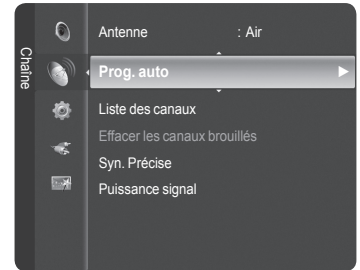 Chaîne
Antenne : Air
Prog. auto
Liste des canaux
Effacer les canaux brouillés
Syn. Précise
Puissance signal